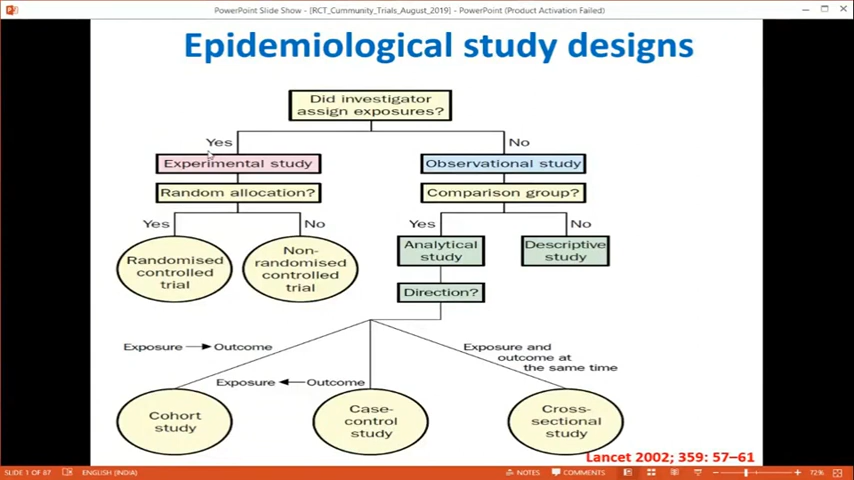 PowerPoint Slide Show - [RCT_Cummunity_Trials_August_2019] - PowerPoint (Product Activation Failed)
Epidemiological study designs
Did investigator
assign exposures?
Yes
No
Experimental study
Observational study
Random allocation?
Comparison group?
Yes
No
Yes
No
Randomised
controlled
trial
Non-
randomised
controlled
trial
Analytical
study
Descriptive
study
Direction?
Exposure
Outcome
Exposure
Outcome
Exposure and
outcome at
the same time
Cohort
study
Case-
control
study
Cross-
sectional
study
Lancet 2002; 359: 57–61
SLIDE 1 OF 87
ENGLISH (INDIA)
NOTES
COMMENTS
72%